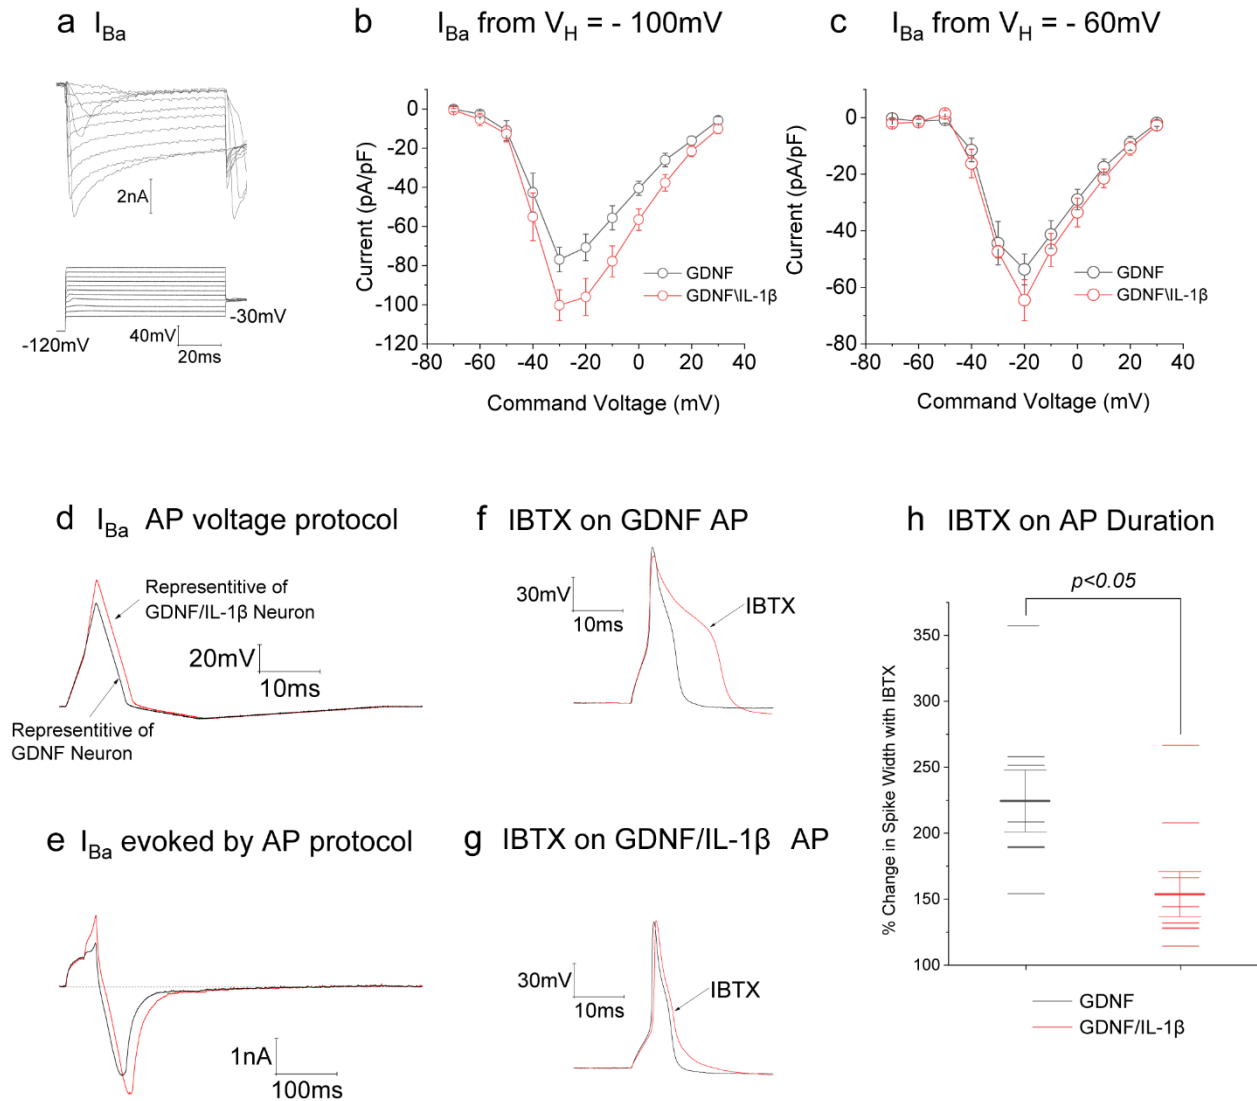 a I_Ba
2nA
-120mV
-30mV
40mV
20ms
b I_Ba from V_H = - 100mV
0
-20
-40
-60
-80
-100
-120
Current (pA/pF)
GDNF
GDNF\IL-1β
-80 -60 -40 -20 0 20 40
Command Voltage (mV)
c I_Ba from V_H = - 60mV
0
-20
-40
-60
-80
Current (pA/pF)
GDNF
GDNF\IL-1β
-80 -60 -40 -20 0 20 40
Command Voltage (mV)
d I_Ba AP voltage protocol
Representitive of
GDNF/IL-1β Neuron
20mV
10ms
Representitive of
GDNF Neuron
e I_Ba evoked by AP protocol
1nA
100ms
f IBTX on GDNF AP
30mV
10ms
IBTX
g IBTX on GDNF/IL-1β AP
30mV
10ms
IBTX
h IBTX on AP Duration
p<0.05
350
300
250
200
150
100
% Change in Spike Width with IBTX
GDNF
GDNF/IL-1β